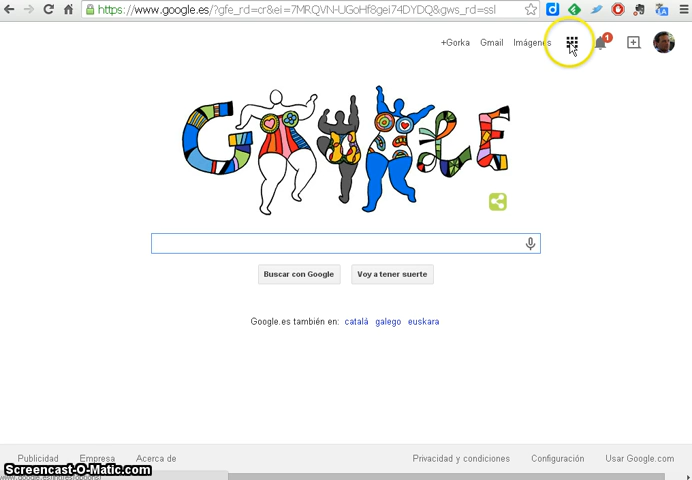 https://www.google.es/?gfe_rd=cr&ei=7MRQVN-UGoHf8gei74DYDQ&gws_rd=ssl
+Gorka Gmail Imágenes 1
GOOGLE
Buscar con Google Voy a tener suerte
Google.es también en: català galego euskara
Publicidad Empresa Acerca de Privacidad y condiciones Configuración Usar Google.com
Screencast-O-Matic.com